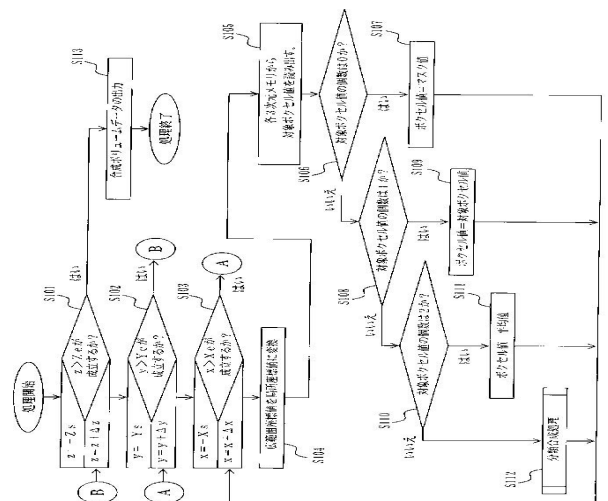 処理開始
S101
z=-Zs
z=z+Δz
z>Zeが
成立するか?
はい
S113
合成ボリュームデータの出力
処理終了
B
S102
y=-Ys
y=y+Δy
y>Yeが
成立するか?
はい
B
A
S103
x=-Xs
x=x+Δx
x>Xeが
成立するか?
はい
A
広範囲座標値を局所座標値に変換
S104
S105
各3次元メモリから
対象ボクセル値を読み出す。
S106
対象ボクセル値の個数は0か?
はい
S107
ボクセル値=マスク値
いいえ
S108
対象ボクセル値の個数は1か?
はい
S109
ボクセル値=対象ボクセル値
いいえ
S110
対象ボクセル値の個数は2か?
はい
S111
ボクセル値=平均値
いいえ
S112
分類合成処理